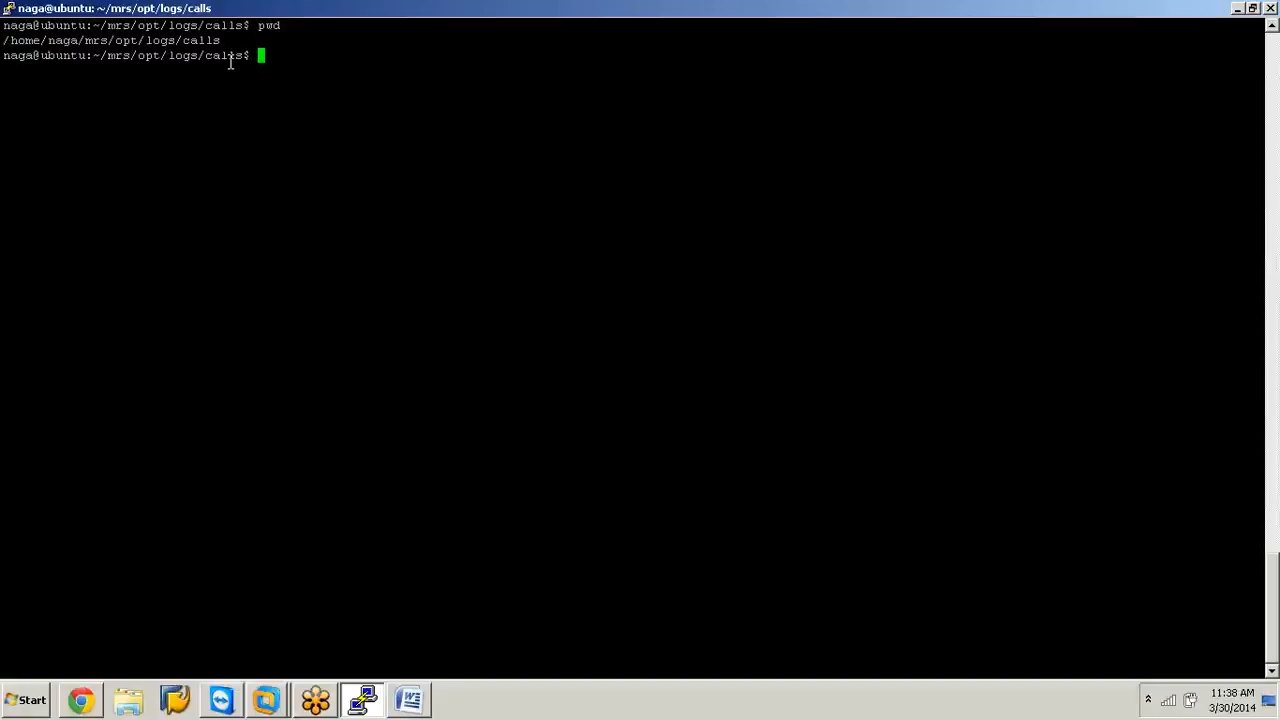 naga@ubuntu: ~/mrs/opt/logs/calls
naga@ubuntu:~/mrs/opt/logs/calls$ pwd
/home/naga/mrs/opt/logs/calls
naga@ubuntu:~/mrs/opt/logs/calls$
Start
11:38 AM
3/30/2014